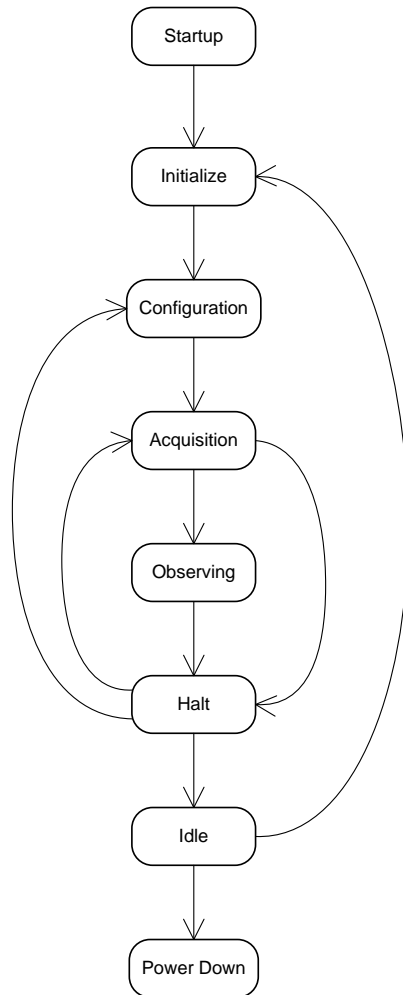 Startup
Initialize
Configuration
Acquisition
Observing
Halt
Idle
Power Down